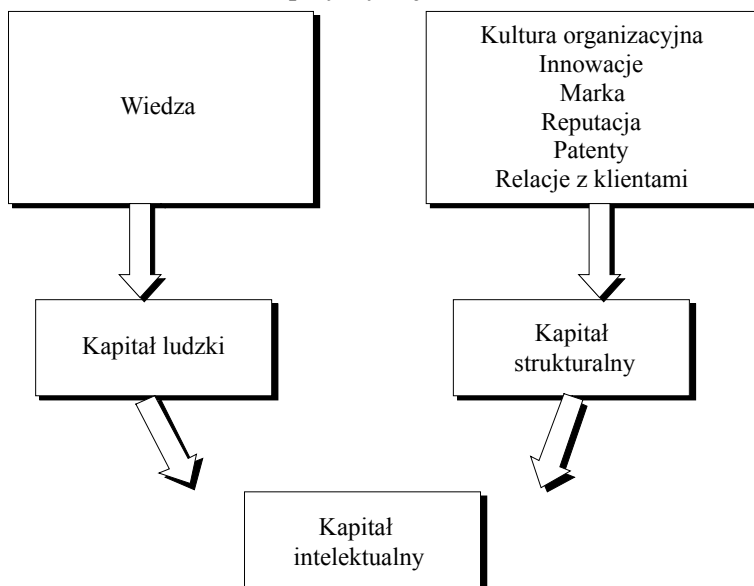 Wiedza
Kultura organizacyjna
Innowacje
Marka
Reputacja
Patenty
Relacje z klientami
Kapitał ludzki
Kapitał
strukturalny
Kapitał
intelektualny